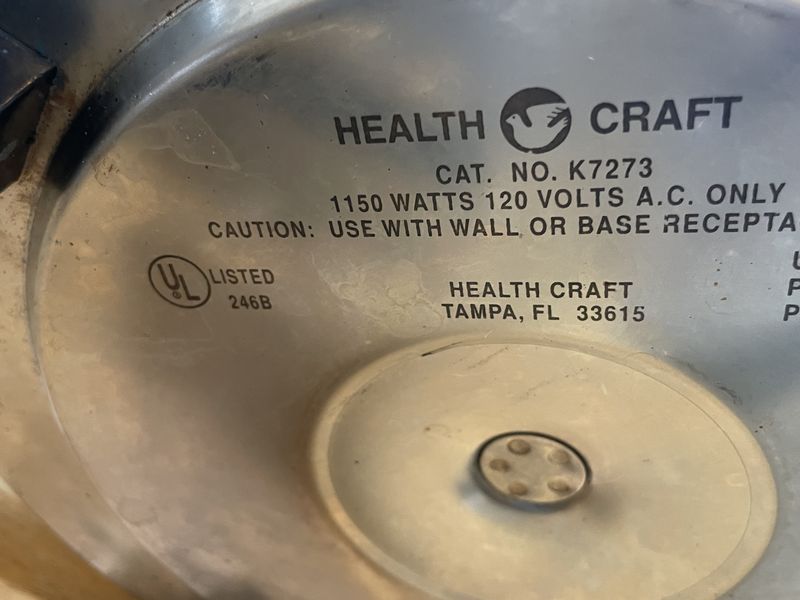 HEALTH CRAFT
CAT. NO. K7273
1150 WATTS 120 VOLTS A.C. ONLY
CAUTION: USE WITH WALL OR BASE RECEPTA
UL LISTED
246B
HEALTH CRAFT
TAMPA, FL 33615